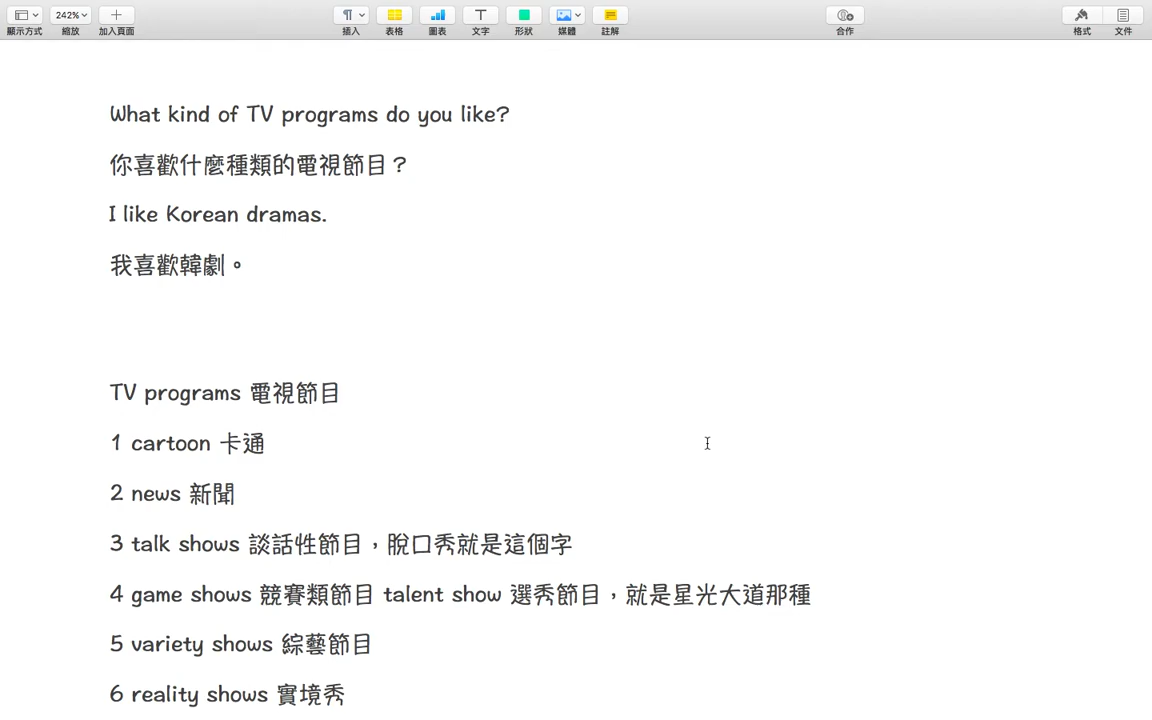 242%
顯示方式 縮放 加入頁面 插入 表格 圖表 文字 形狀 媒體 註解 合作 格式 文件
What kind of TV programs do you like?
你喜歡什麼種類的電視節目？
I like Korean dramas.
我喜歡韓劇。
TV programs 電視節目
1 cartoon 卡通
2 news 新聞
3 talk shows 談話性節目，脫口秀就是這個字
4 game shows 競賽類節目 talent show 選秀節目，就是星光大道那種
5 variety shows 綜藝節目
6 reality shows 實境秀